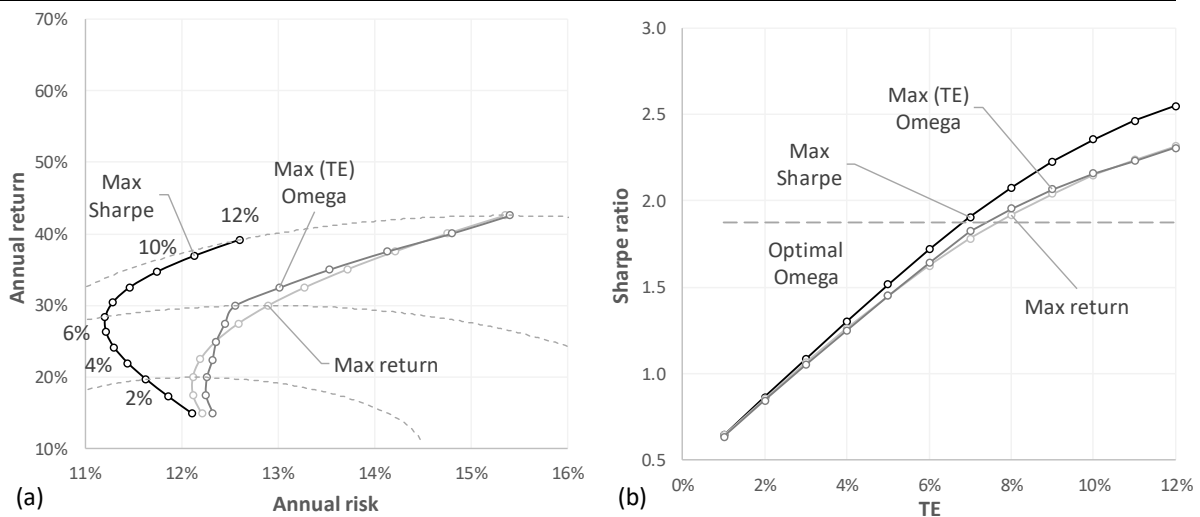 70%
60%
50%
40%
30%
20%
10%
Annual return
Max
Sharpe
Max (TE)
Omega
12%
10%
6%
4%
2%
Max return
11%
12%
13%
14%
15%
16%
Annual risk
(a)
3.0
2.5
2.0
1.5
1.0
0.5
Sharpe ratio
Max (TE)
Omega
Max
Sharpe
Optimal
Omega
Max return
0%
2%
4%
6%
8%
10%
12%
TE
(b)